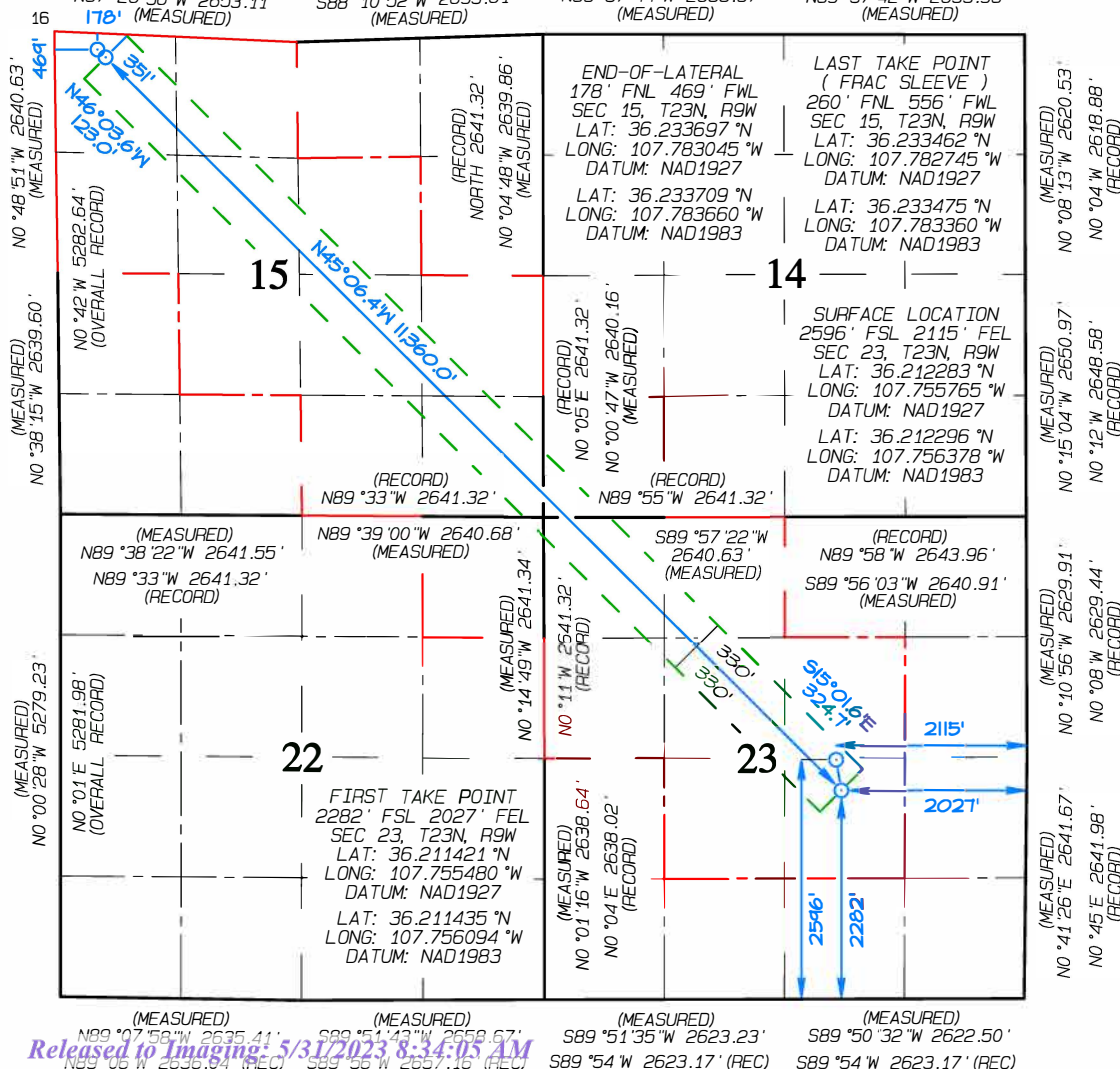 16
(MEASURED)
(MEASURED)
(MEASURED)
(MEASURED)
178'
469'
351'
N46°03.6'W
123.0'
N0°48'51"W 2640.63'
(MEASURED)
N0°42'W 5282.64'
(OVERALL RECORD)
(MEASURED)
N0°38'15"W 2639.60'
(RECORD)
NORTH 2641.32'
N0°04'48"W 2639.86'
(MEASURED)
END-OF-LATERAL
178' FNL 469' FWL
SEC 15, T23N, R9W
LAT: 36.233697 °N
LONG: 107.783045 °W
DATUM: NAD1927
LAT: 36.233709 °N
LONG: 107.783660 °W
DATUM: NAD1983
LAST TAKE POINT
( FRAC SLEEVE )
260' FNL 556' FWL
SEC 15, T23N, R9W
LAT: 36.233462 °N
LONG: 107.782745 °W
DATUM: NAD1927
LAT: 36.233475 °N
LONG: 107.783360 °W
DATUM: NAD1983
(MEASURED)
N0°08'13"W 2620.53'
N0°04'W 2618.88'
(RECORD)
15
14
N45°06.4'W 11,360.0'
(RECORD)
N0°05'E 2641.32'
N0°00'47"W 2640.16'
(MEASURED)
SURFACE LOCATION
2596' FSL 2115' FEL
SEC 23, T23N, R9W
LAT: 36.212283 °N
LONG: 107.755765 °W
DATUM: NAD1927
LAT: 36.212296 °N
LONG: 107.756378 °W
DATUM: NAD1983
(MEASURED)
N0°15'04"W 2650.97'
N0°12'W 2648.58'
(RECORD)
(RECORD)
N89°33'W 2641.32'
(RECORD)
N89°55'W 2641.32'
(MEASURED)
N89°38'22"W 2641.55'
N89°33'W 2641.32'
(RECORD)
N89°39'00"W 2640.68'
(MEASURED)
S89°57'22"W
2640.63'
(MEASURED)
(RECORD)
N89°58'W 2643.96'
S89°56'03"W 2640.91'
(MEASURED)
(MEASURED)
N0°14'49"W 2641.34'
N0°11'W 2541.32'
(RECORD)
(MEASURED)
N0°10'56"W 2629.91'
N0°08'W 2629.44'
(RECORD)
(MEASURED)
N0°00'28"W 5279.23'
N0°01'E 5281.98'
(OVERALL RECORD)
330'
330'
S15°01.6'E
324.7'
2115'
2027'
22
23
FIRST TAKE POINT
2282' FSL 2027' FEL
SEC 23, T23N, R9W
LAT: 36.211421 °N
LONG: 107.755480 °W
DATUM: NAD1927
LAT: 36.211435 °N
LONG: 107.756094 °W
DATUM: NAD1983
(MEASURED)
N0°01'16"W 2638.64'
N0°04'E 2638.02'
(RECORD)
2596'
2282'
(MEASURED)
N0°41'26"E 2641.67'
N0°45'E 2641.98'
(RECORD)
(MEASURED)
N89°07'58"W 2635.41'
(MEASURED)
S89°51'43"W 2658.67'
S89°56'W 2657.16' (REC)
(MEASURED)
S89°51'35"W 2623.23'
S89°54'W 2623.17' (REC)
(MEASURED)
S89°50'32"W 2622.50'
S89°54'W 2623.17' (REC)
Released to Imaging: 5/31/2023 8:34:05 AM